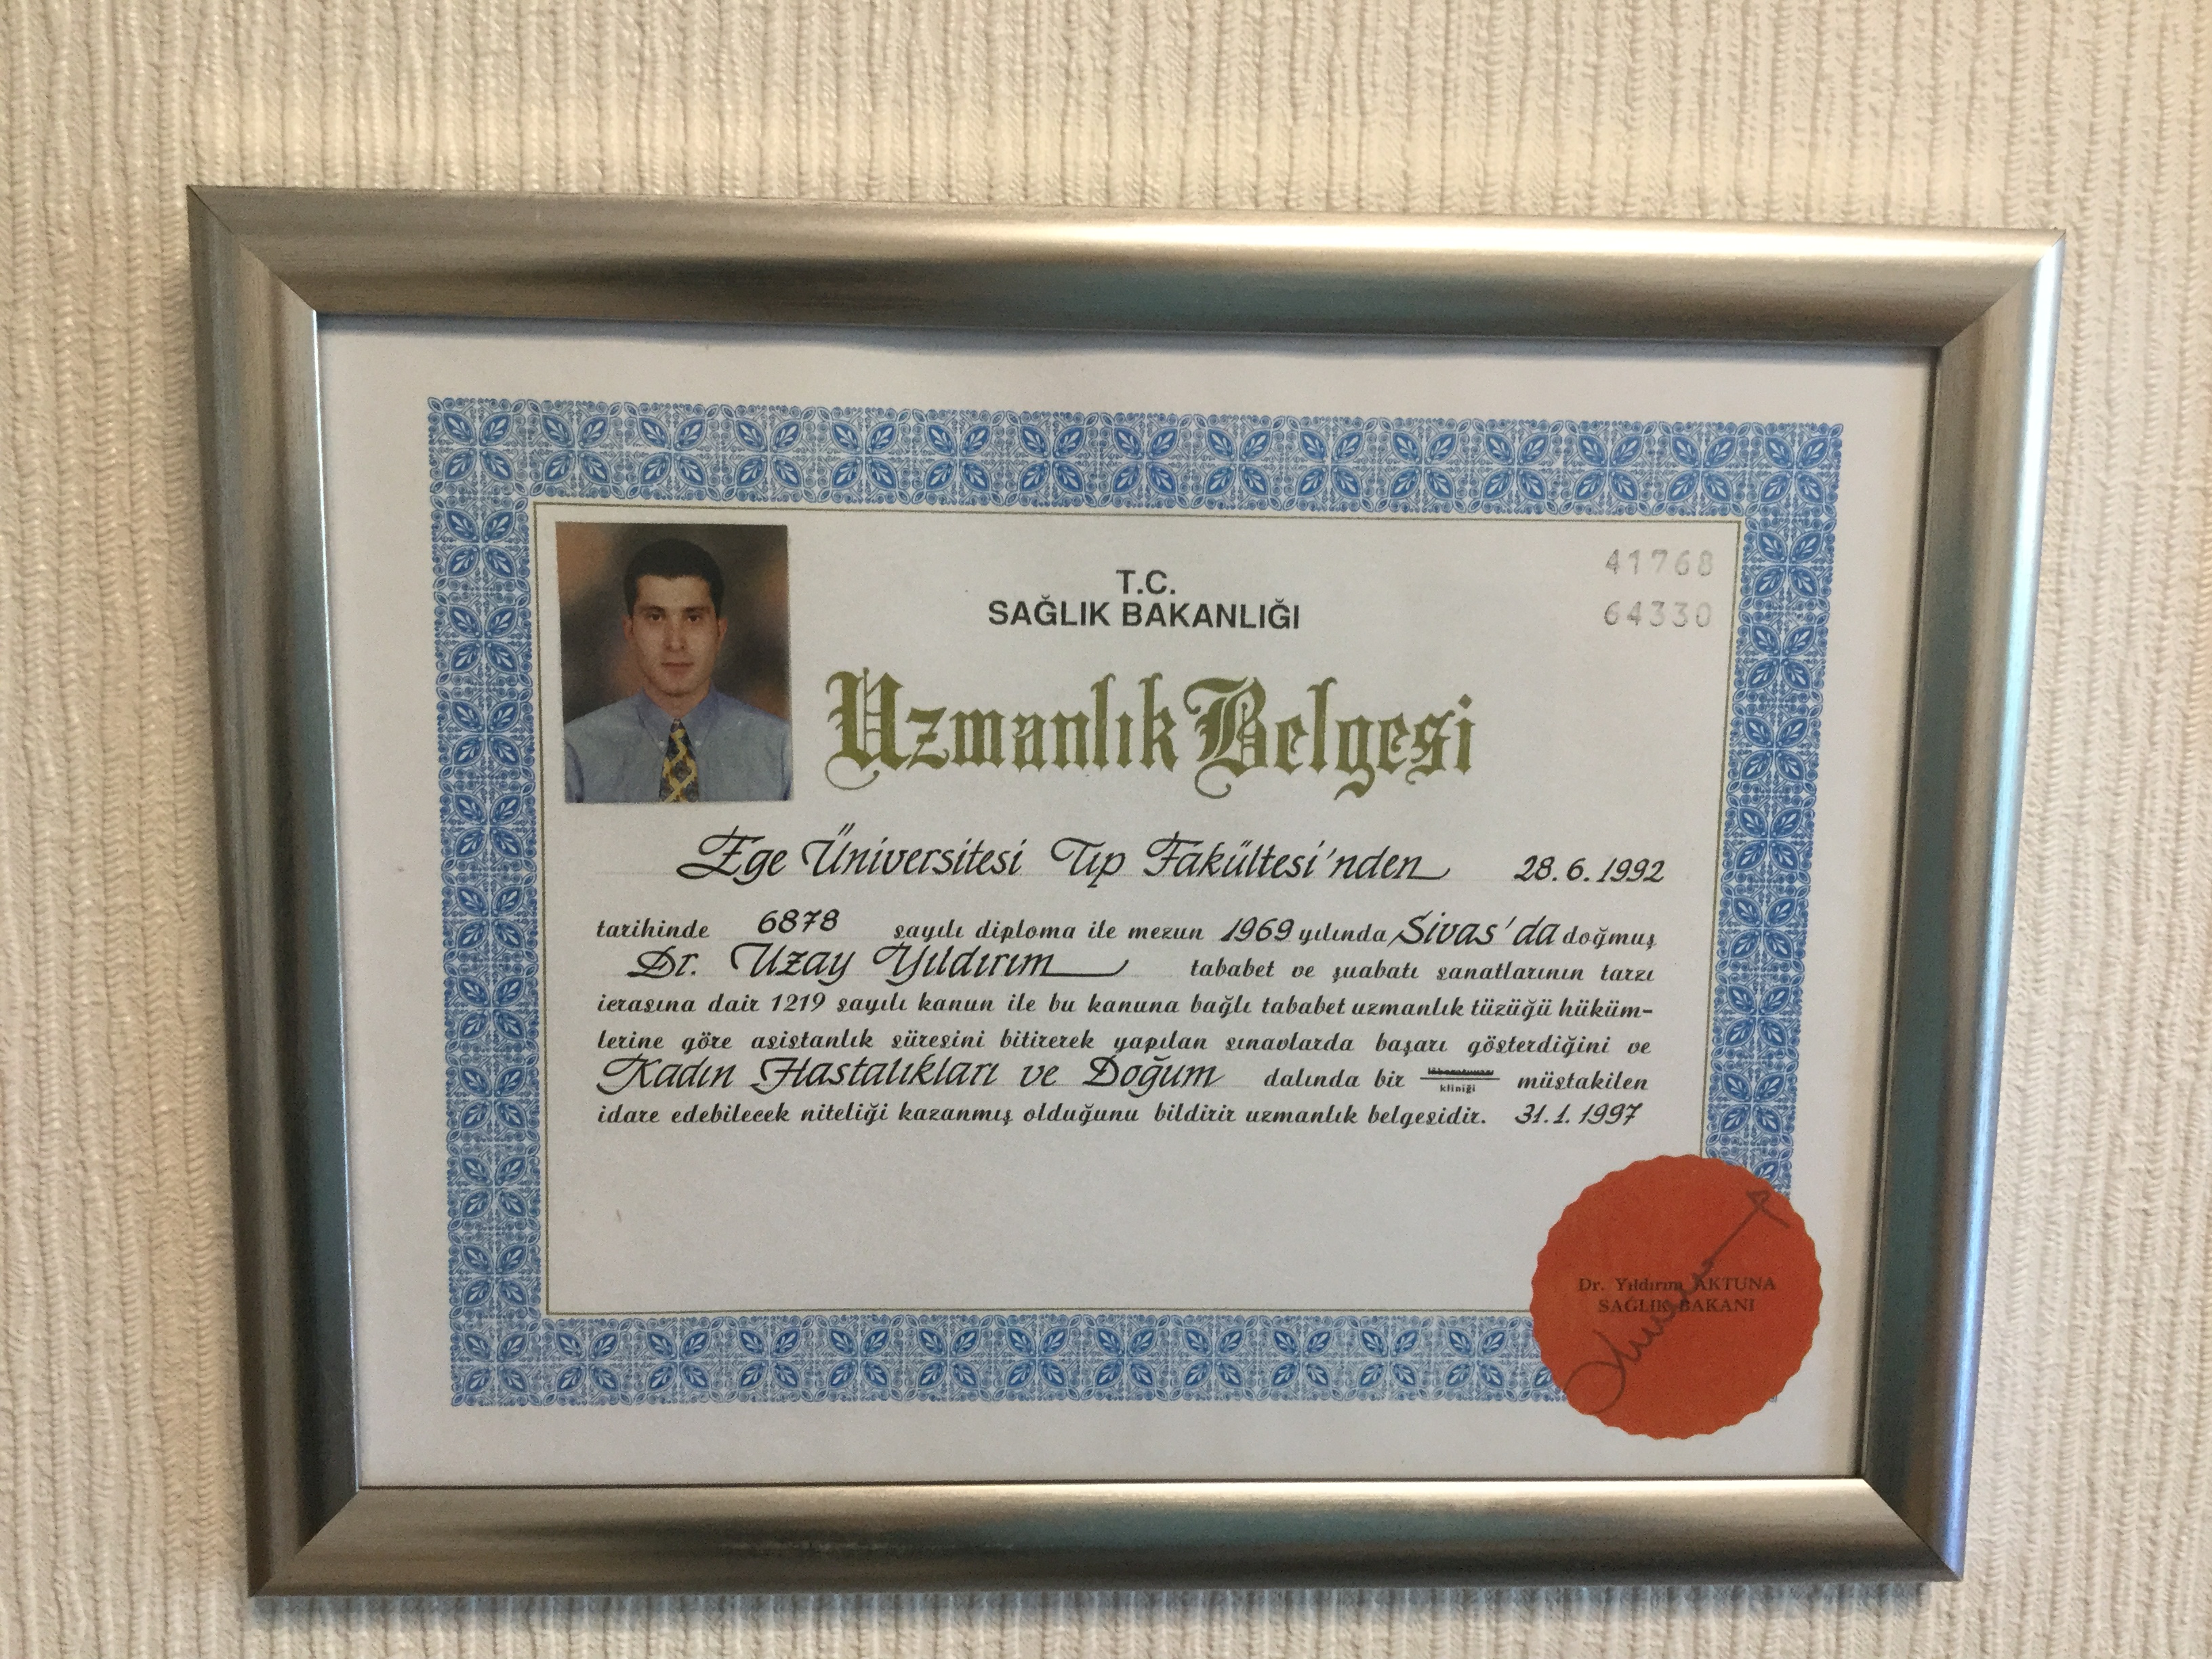 41768
64330
T.C.
SAĞLIK BAKANLIĞI
Uzmanlık Belgesi
Ege Üniversitesi Tıp Fakültesi'nden 28.6.1992
tarihinde 6878 sayılı diploma ile mezun 1969 yılında Sivas'da doğmuş
Dr. Uzay Yıldırım tababet ve şuabatı sanatlarının tarzı
icrasına dair 1219 sayılı kanun ile bu kanuna bağlı tababet uzmanlık tüzüğü hüküm-
lerine göre asistanlık süresini bitirerek yapılan sınavlarda başarı gösterdiğini ve
Kadın Hastalıkları ve Doğum dalında bir kliniği müstakilen
idare edebilecek niteliği kazanmış olduğunu bildirir uzmanlık belgesidir. 31.1.1997
Dr. Yıldırım AKTUNA
SAĞLIK BAKANI